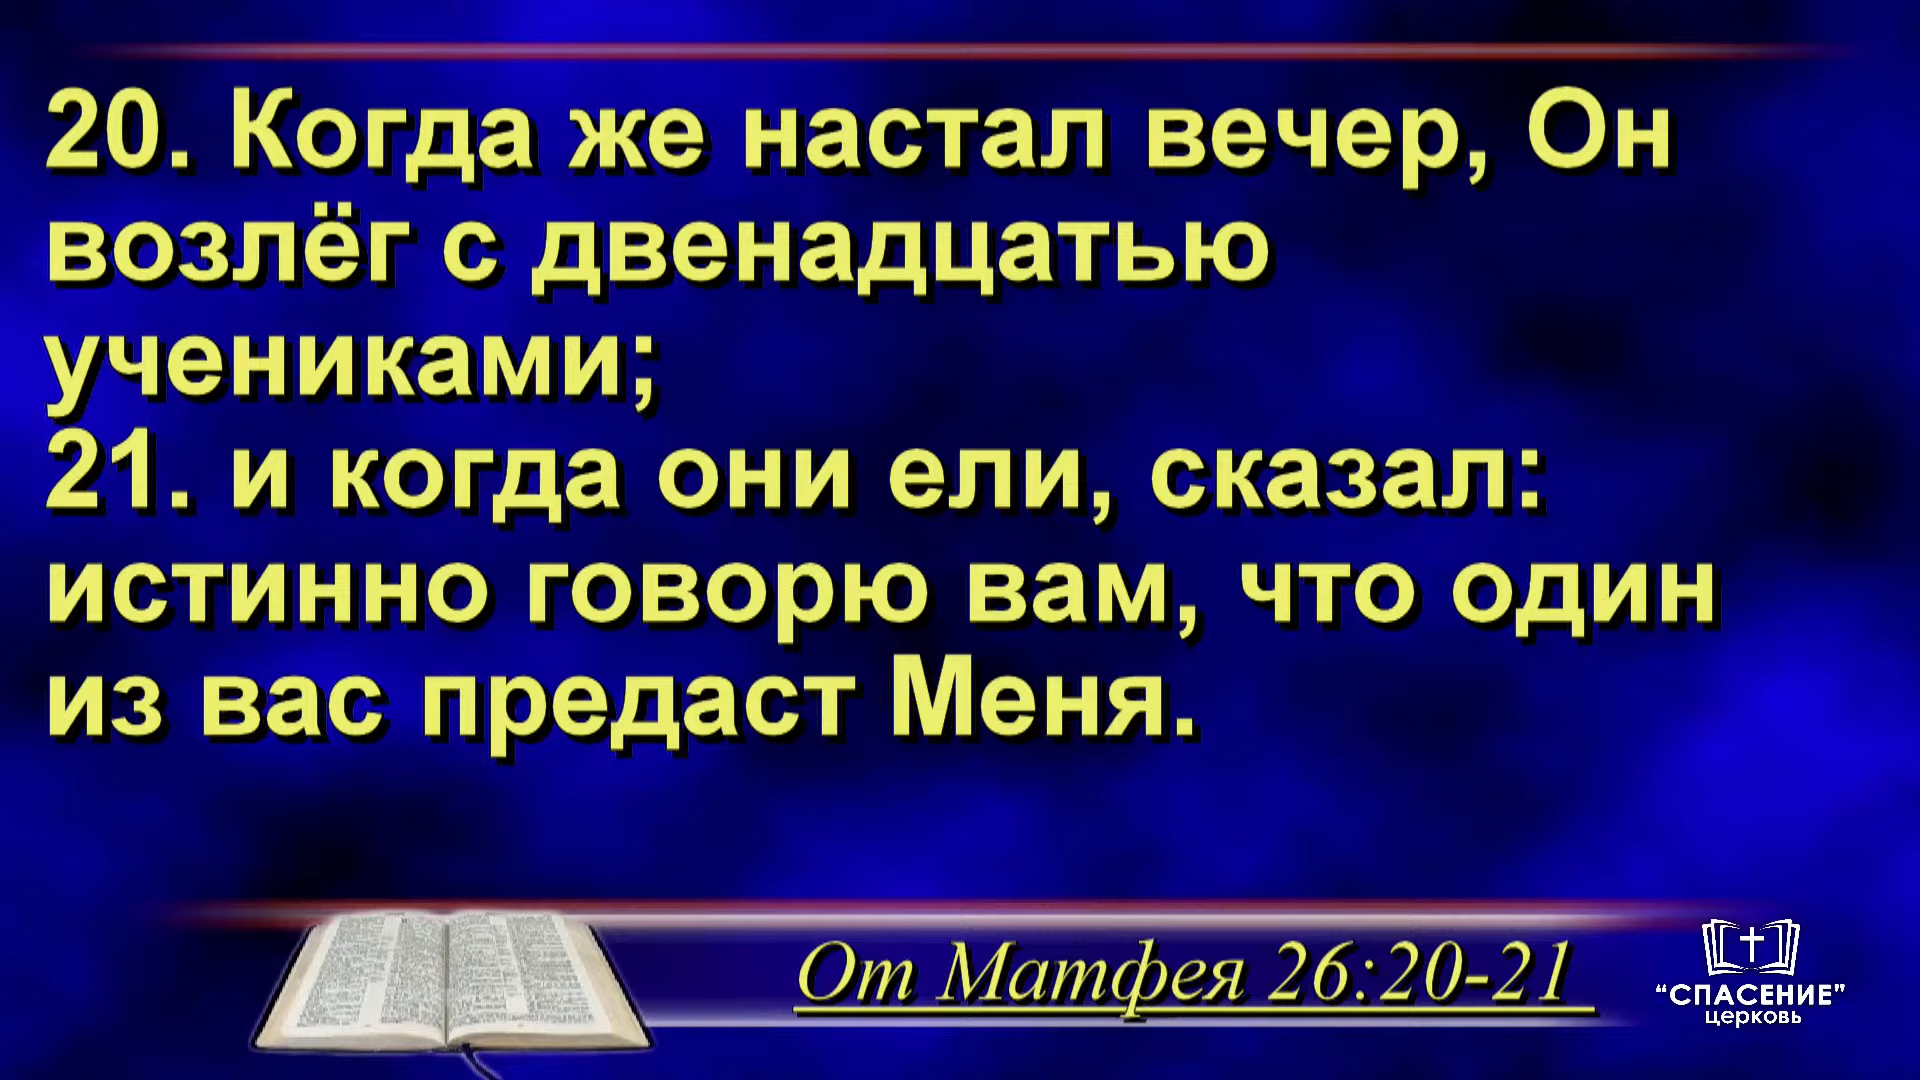 20. Когда же настал вечер, Он
возлёг с двенадцатью
учениками;
21. и когда они ели, сказал:
истинно говорю вам, что один
из вас предаст Меня.
От Матфея 26:20-21
“СПАСЕНИЕ”
церковь